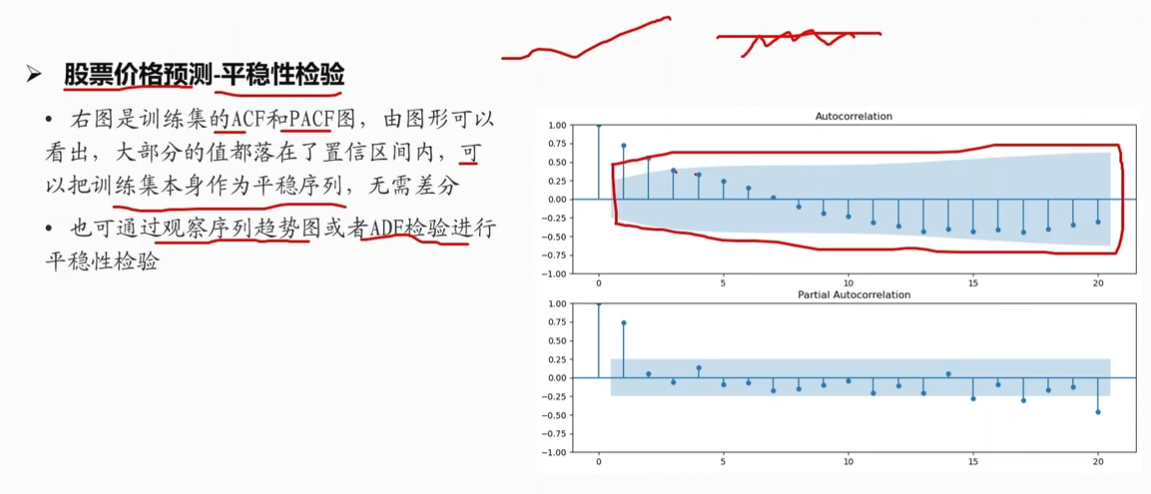 ➢ 股票价格预测-平稳性检验
• 右图是训练集的ACF和PACF图，由图形可以
看出，大部分的值都落在了置信区间内，可
以把训练集本身作为平稳序列，无需差分
• 也可通过观察序列趋势图或者ADF检验进行
平稳性检验
Autocorrelation
1.00
0.75
0.50
0.25
0.00
−0.25
−0.50
−0.75
−1.00
0 5 10 15 20
Partial Autocorrelation
1.00
0.75
0.50
0.25
0.00
−0.25
−0.50
−0.75
−1.00
0 5 10 15 20